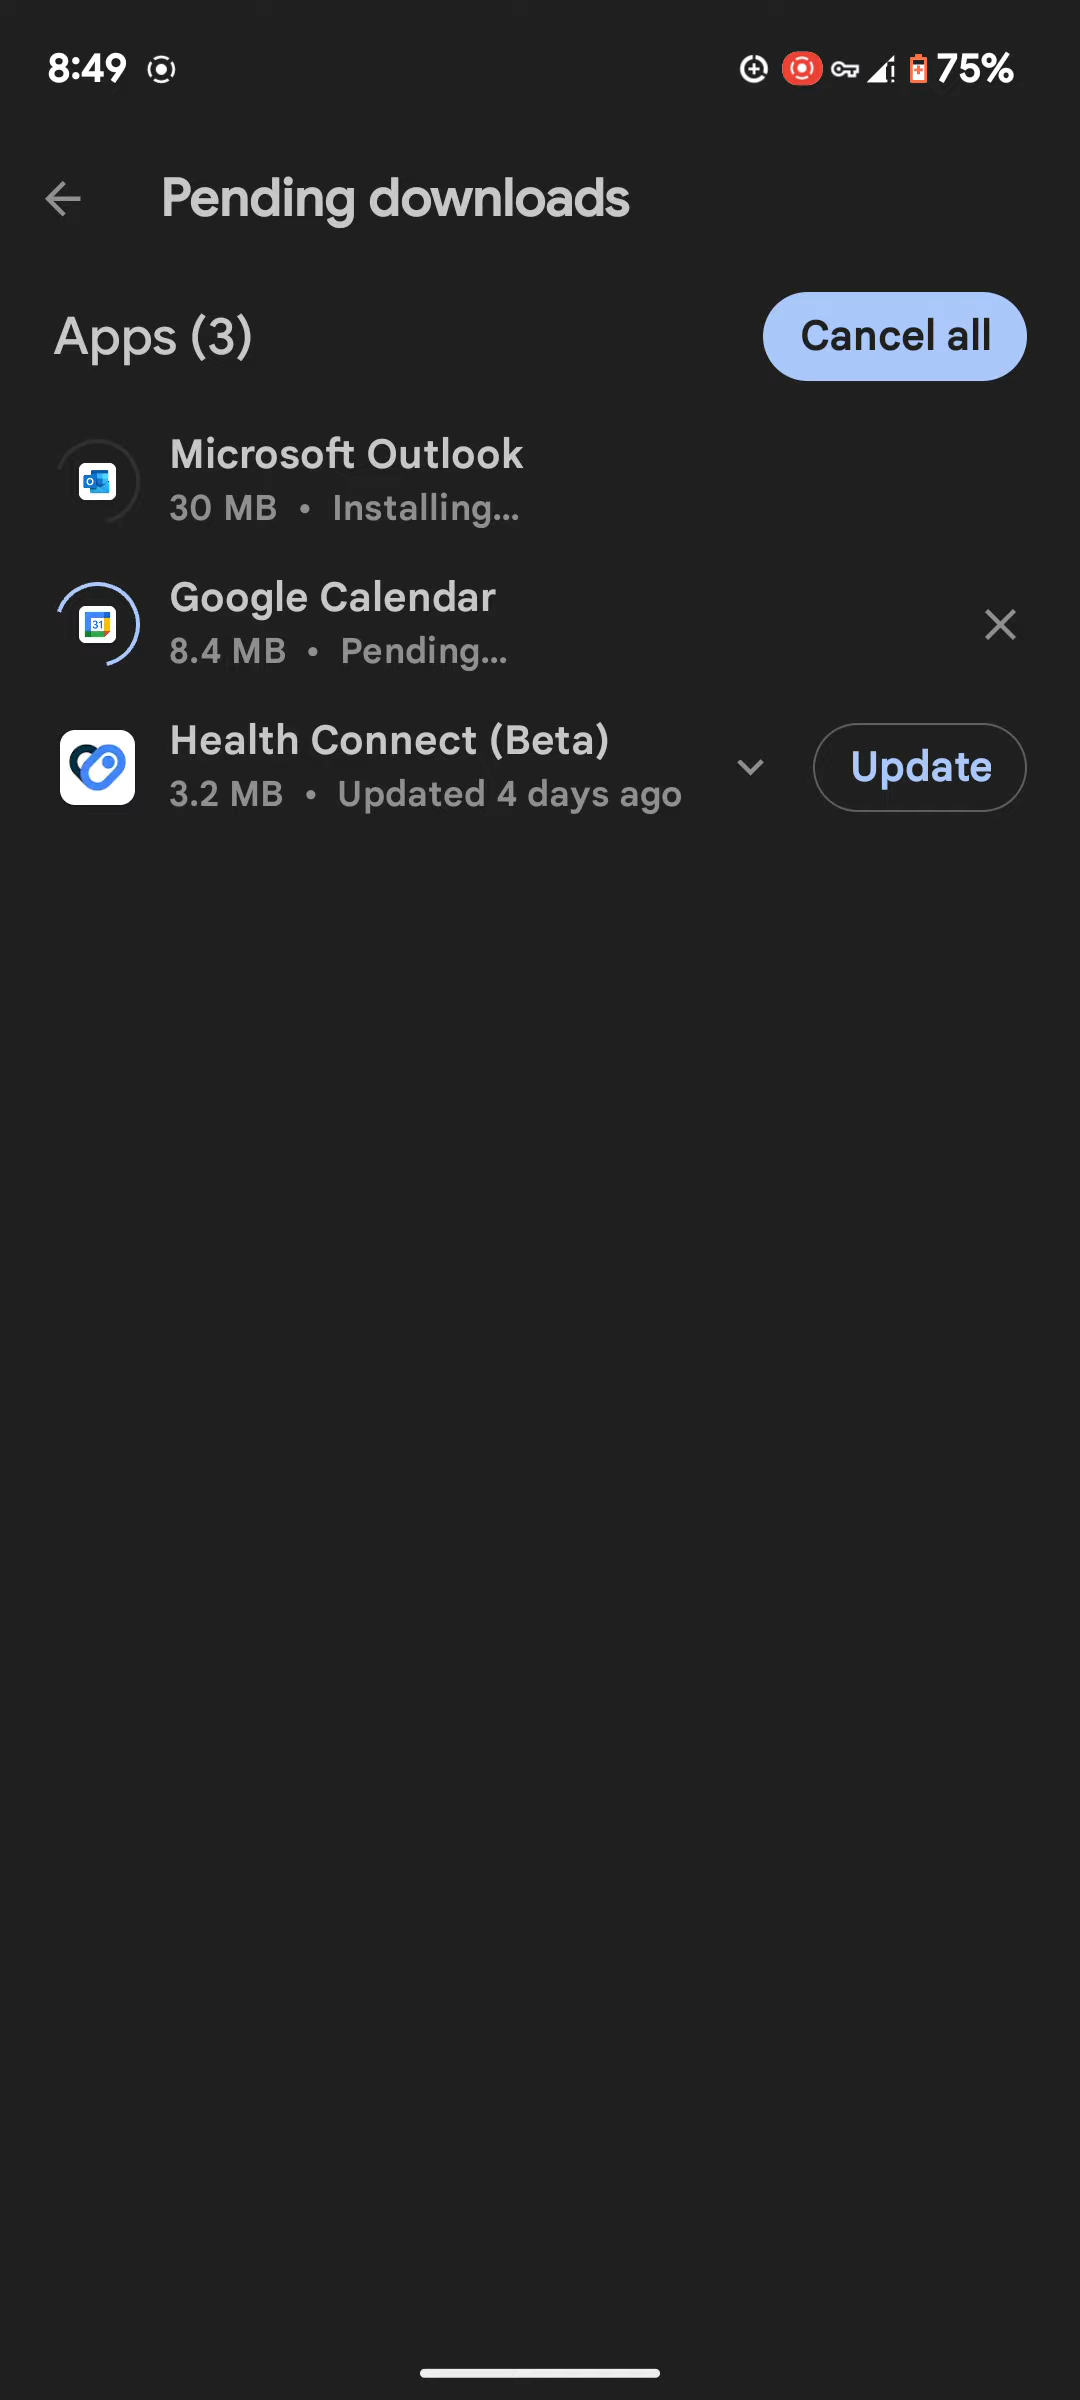 8:49 75%
Pending downloads
Apps (3) Cancel all
Microsoft Outlook
30 MB • Installing...
Google Calendar
8.4 MB • Pending...
Health Connect (Beta)
3.2 MB • Updated 4 days ago
Update